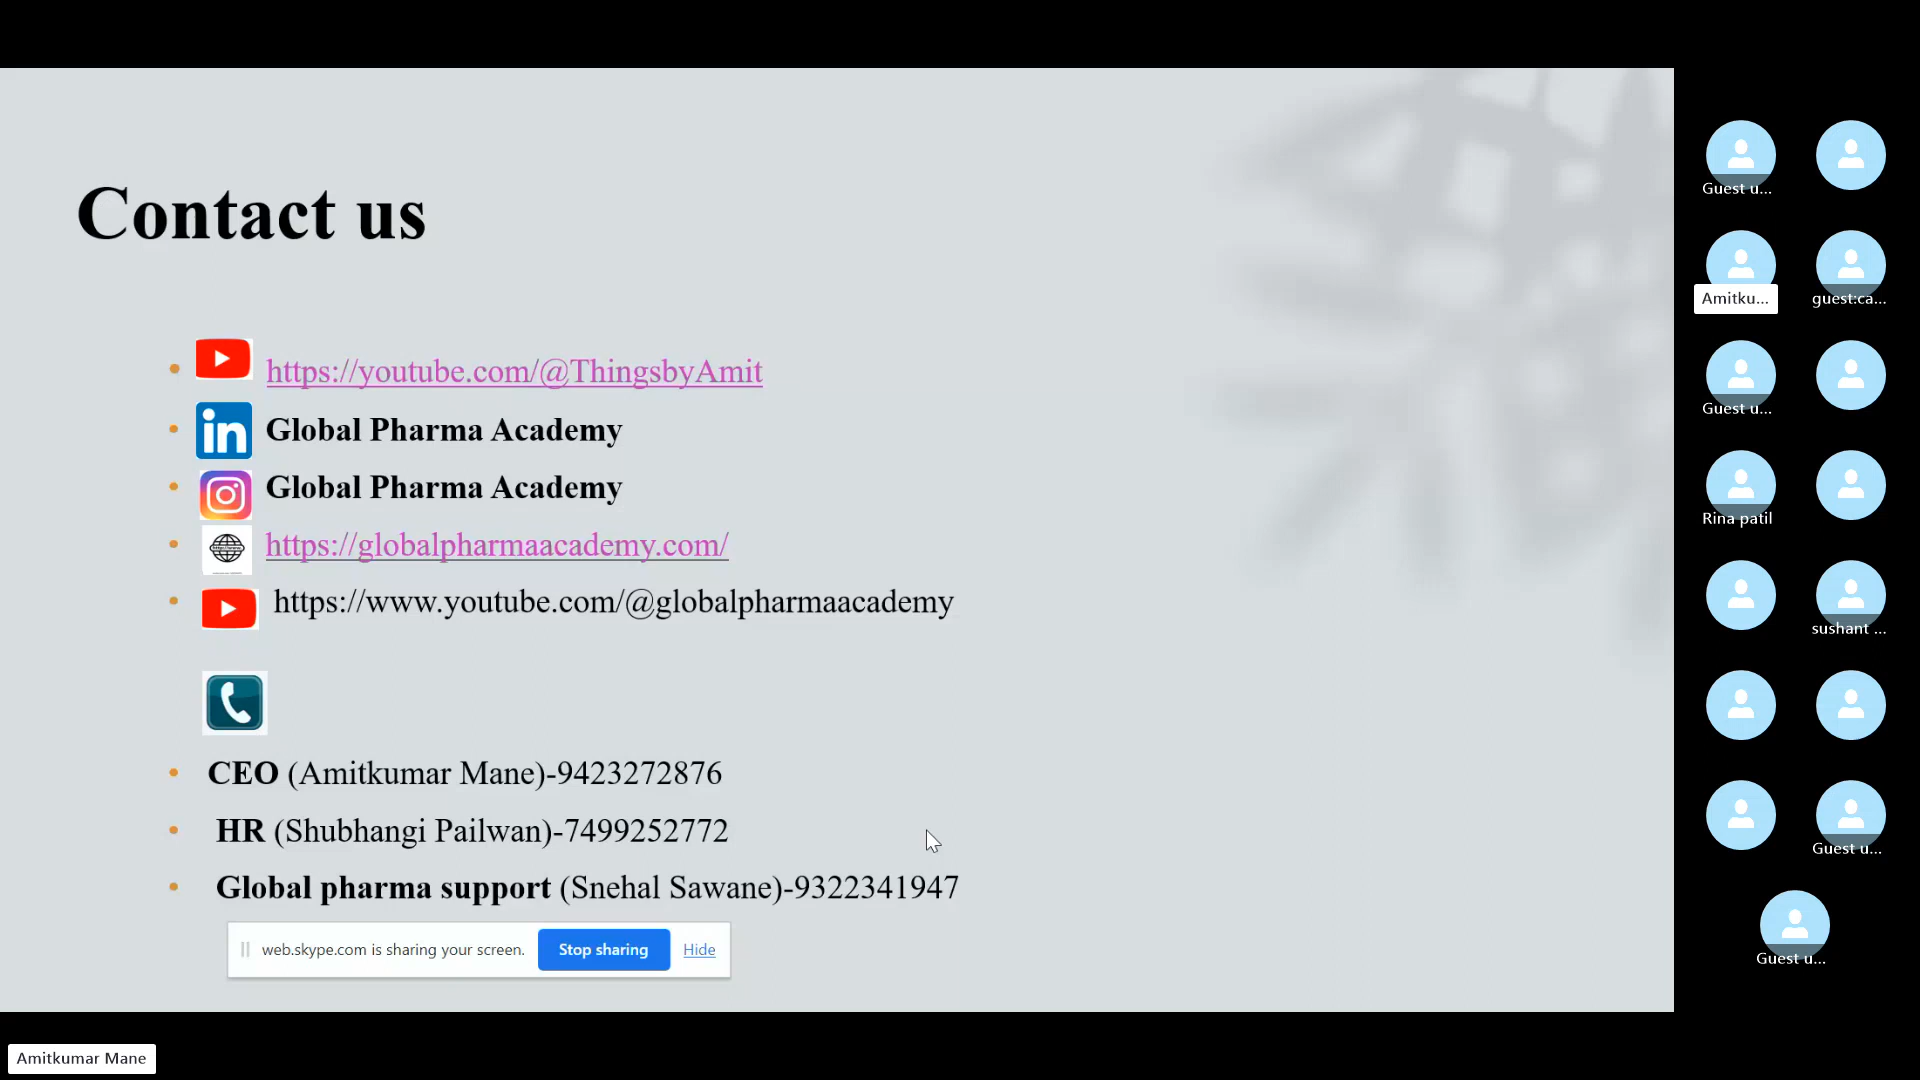 Contact us
https://youtube.com/@ThingsbyAmit
in Global Pharma Academy
Global Pharma Academy
https://globalpharmaacademy.com/
https://www.youtube.com/@globalpharmaacademy
CEO (Amitkumar Mane)-9423272876
HR (Shubhangi Pailwan)-7499252772
Global pharma support (Snehal Sawane)-9322341947
web.skype.com is sharing your screen. Stop sharing Hide
Amitkumar Mane
Guest u...
Amitku... guest:ca...
Guest u...
Rina patil
sushant ...
Guest u...
Guest u...